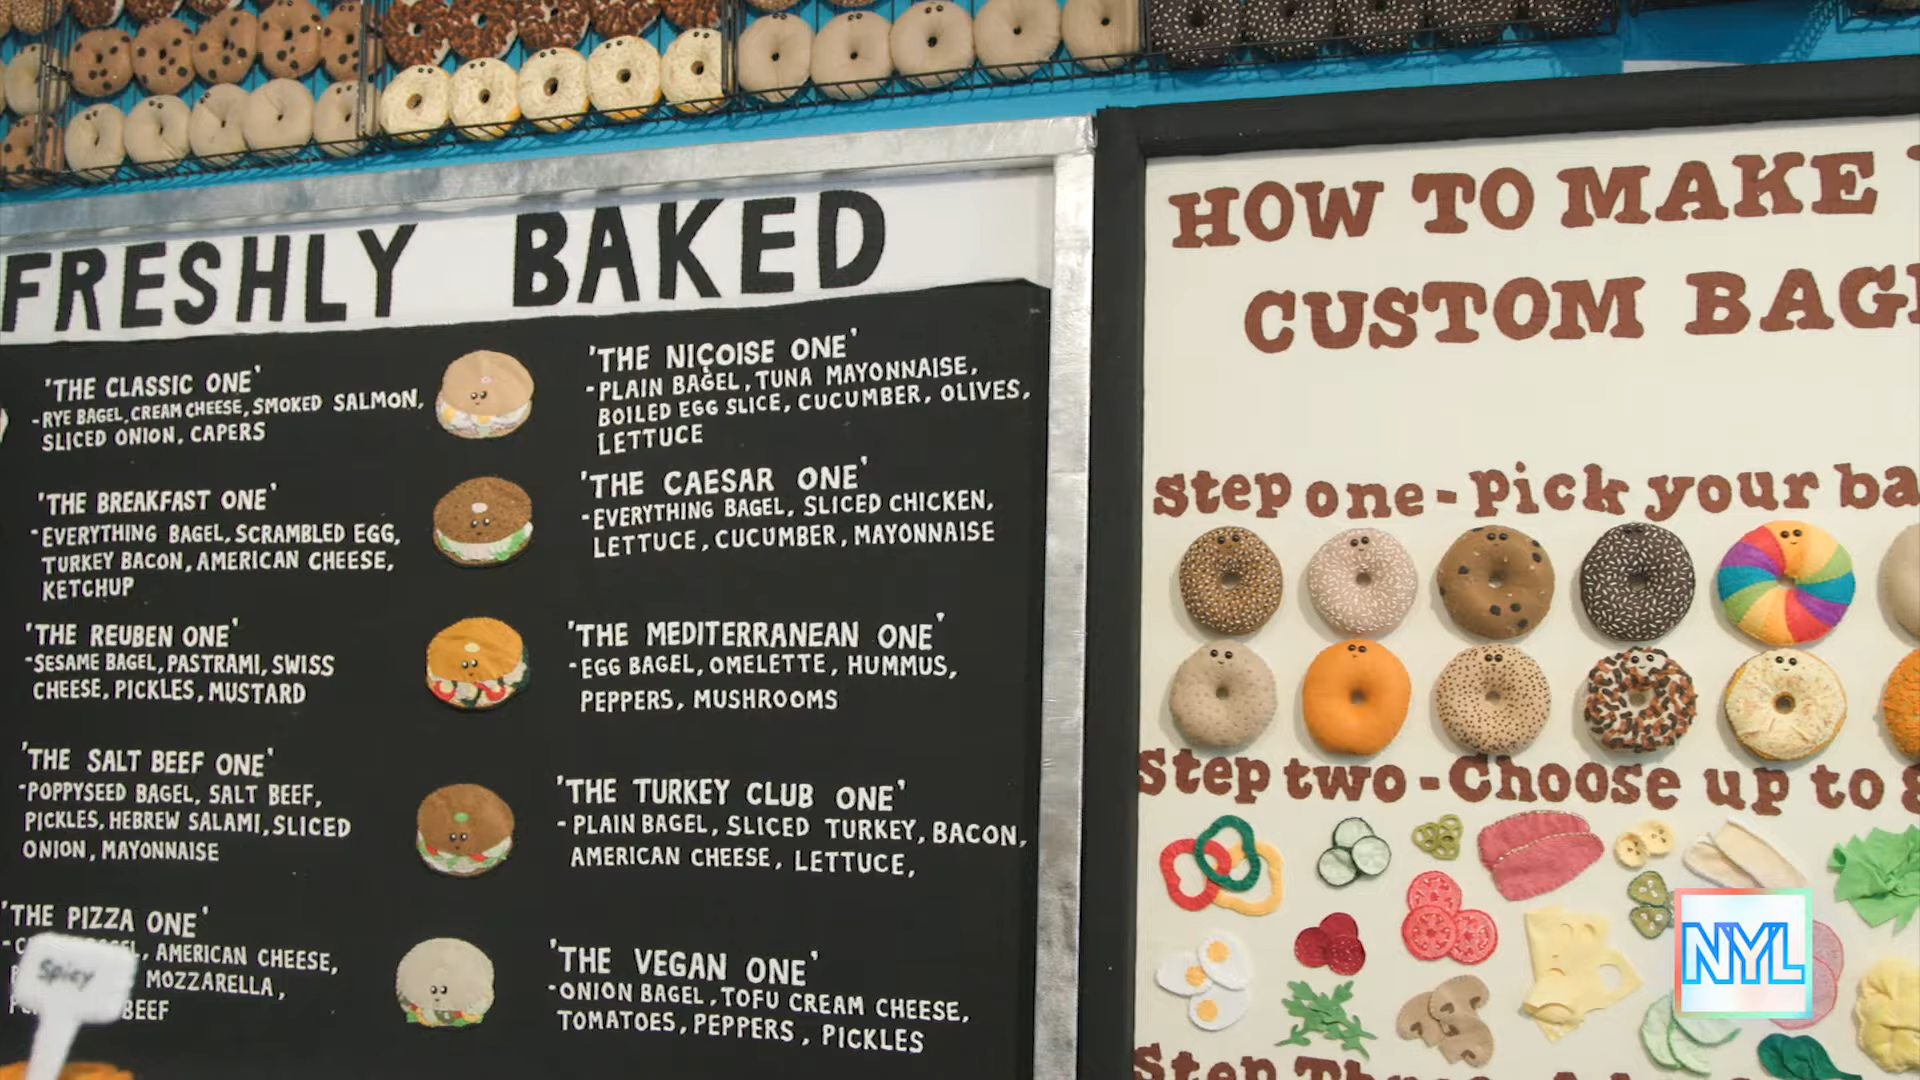 FRESHLY BAKED
'THE CLASSIC ONE'
-RYE BAGEL, CREAM CHEESE, SMOKED SALMON,
SLICED ONION, CAPERS
'THE BREAKFAST ONE'
-EVERYTHING BAGEL, SCRAMBLED EGG,
TURKEY BACON, AMERICAN CHEESE,
KETCHUP
'THE REUBEN ONE'
-SESAME BAGEL, PASTRAMI, SWISS
CHEESE, PICKLES, MUSTARD
'THE SALT BEEF ONE'
-POPPYSEED BAGEL, SALT BEEF,
PICKLES, HEBREW SALAMI, SLICED
ONION, MAYONNAISE
'THE PIZZA ONE'
AMERICAN CHEESE,
MOZZARELLA,
BEEF
Spicy
'THE NIÇOISE ONE'
-PLAIN BAGEL, TUNA MAYONNAISE,
BOILED EGG SLICE, CUCUMBER, OLIVES,
LETTUCE
'THE CAESAR ONE'
-EVERYTHING BAGEL, SLICED CHICKEN,
LETTUCE, CUCUMBER, MAYONNAISE
'THE MEDITERRANEAN ONE'
-EGG BAGEL, OMELETTE, HUMMUS,
PEPPERS, MUSHROOMS
'THE TURKEY CLUB ONE'
-PLAIN BAGEL, SLICED TURKEY, BACON,
AMERICAN CHEESE, LETTUCE,
'THE VEGAN ONE'
-ONION BAGEL, TOFU CREAM CHEESE,
TOMATOES, PEPPERS, PICKLES
HOW TO MAKE
CUSTOM BAG
step one - pick your ba
Step two - Choose up to
Step
NYL